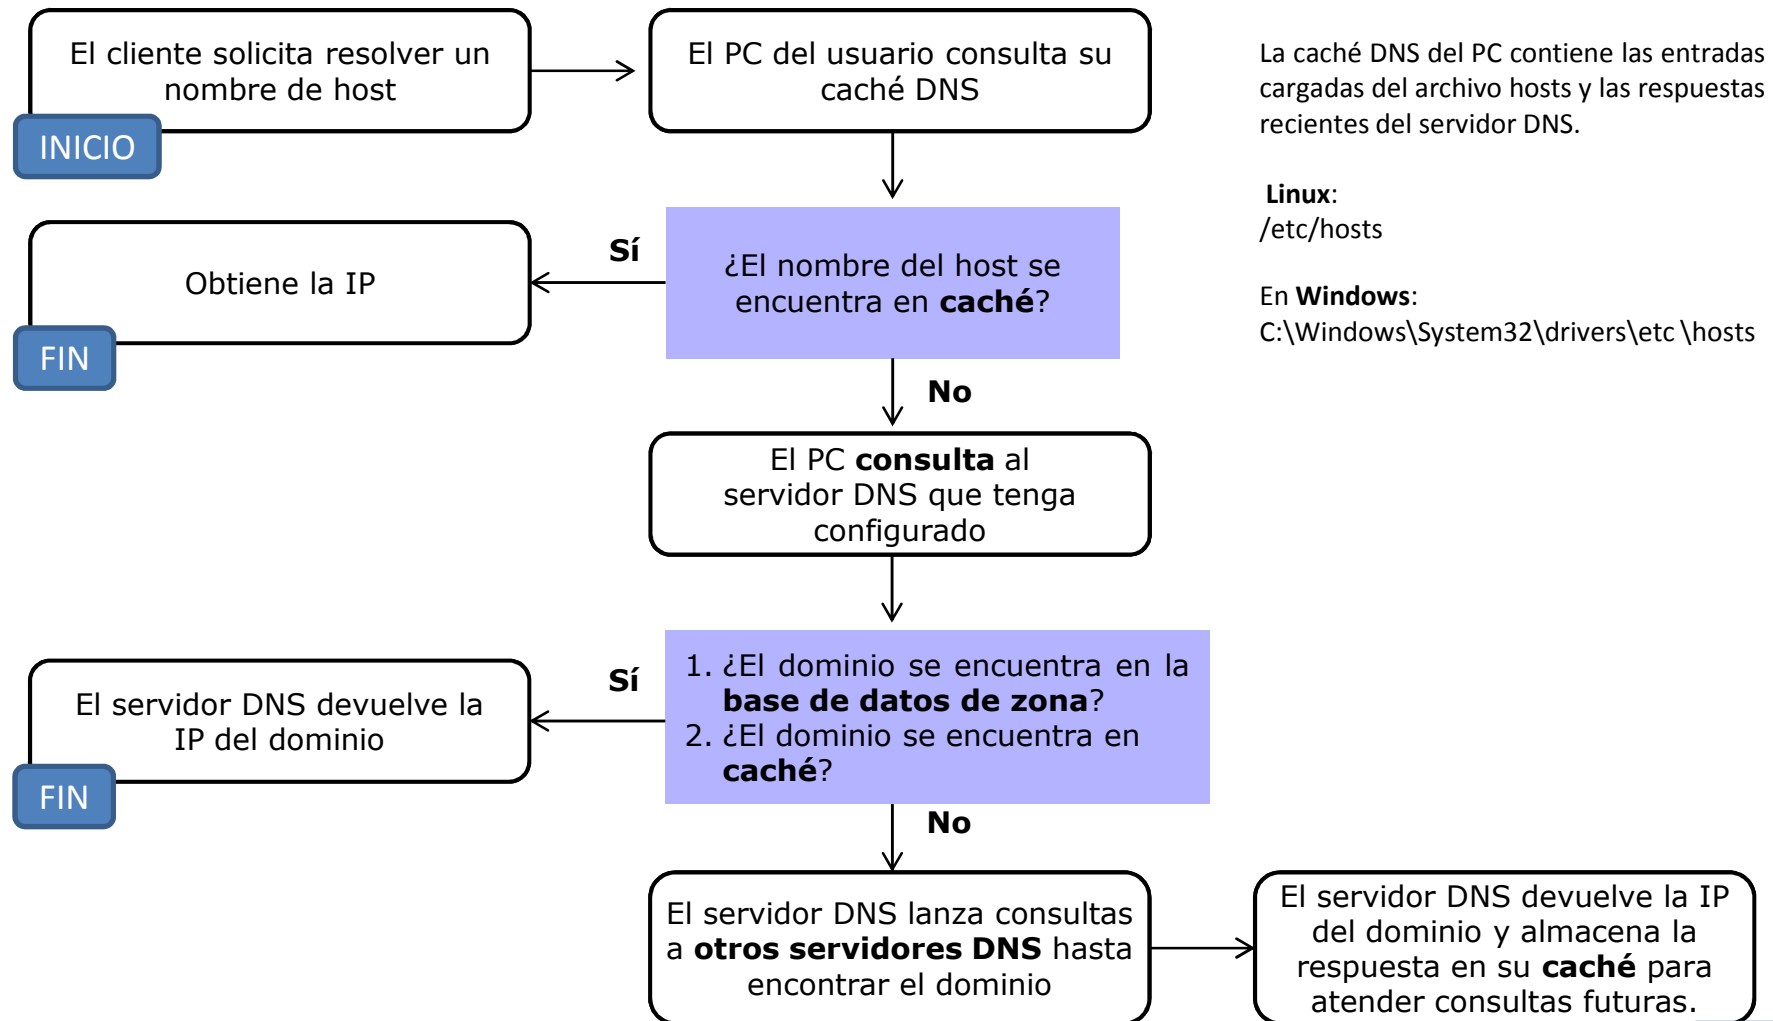 El cliente solicita resolver un
nombre de host
INICIO
El PC del usuario consulta su
caché DNS
La caché DNS del PC contiene las entradas
cargadas del archivo hosts y las respuestas
recientes del servidor DNS.
Linux:
/etc/hosts
En Windows:
C:\Windows\System32\drivers\etc \hosts
¿El nombre del host se
encuentra en caché?
Sí
Obtiene la IP
FIN
No
El PC consulta al
servidor DNS que tenga
configurado
1. ¿El dominio se encuentra en la
base de datos de zona?
2. ¿El dominio se encuentra en
caché?
Sí
El servidor DNS devuelve la
IP del dominio
FIN
No
El servidor DNS lanza consultas
a otros servidores DNS hasta
encontrar el dominio
El servidor DNS devuelve la IP
del dominio y almacena la
respuesta en su caché para
atender consultas futuras.